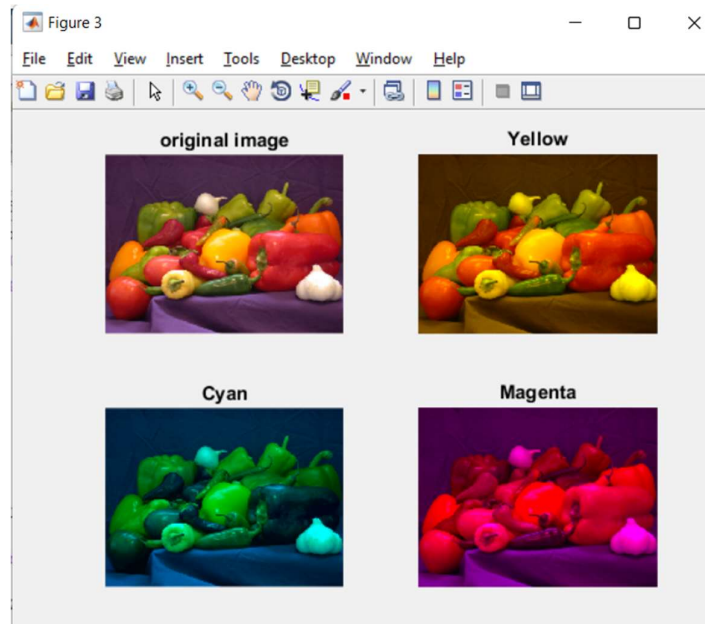 Figure 3
File Edit View Insert Tools Desktop Window Help
original image
Yellow
Cyan
Magenta